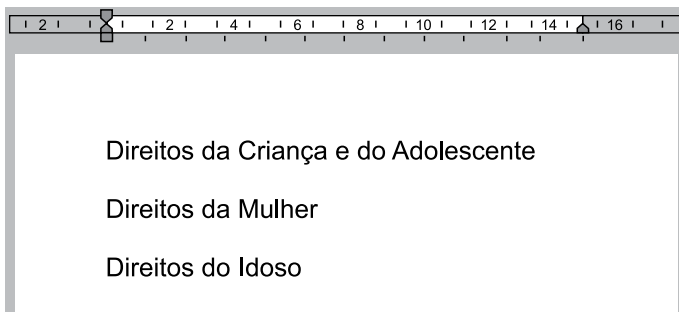 2 2 4 6 8 10 12 14 16
Direitos da Criança e do Adolescente
Direitos da Mulher
Direitos do Idoso